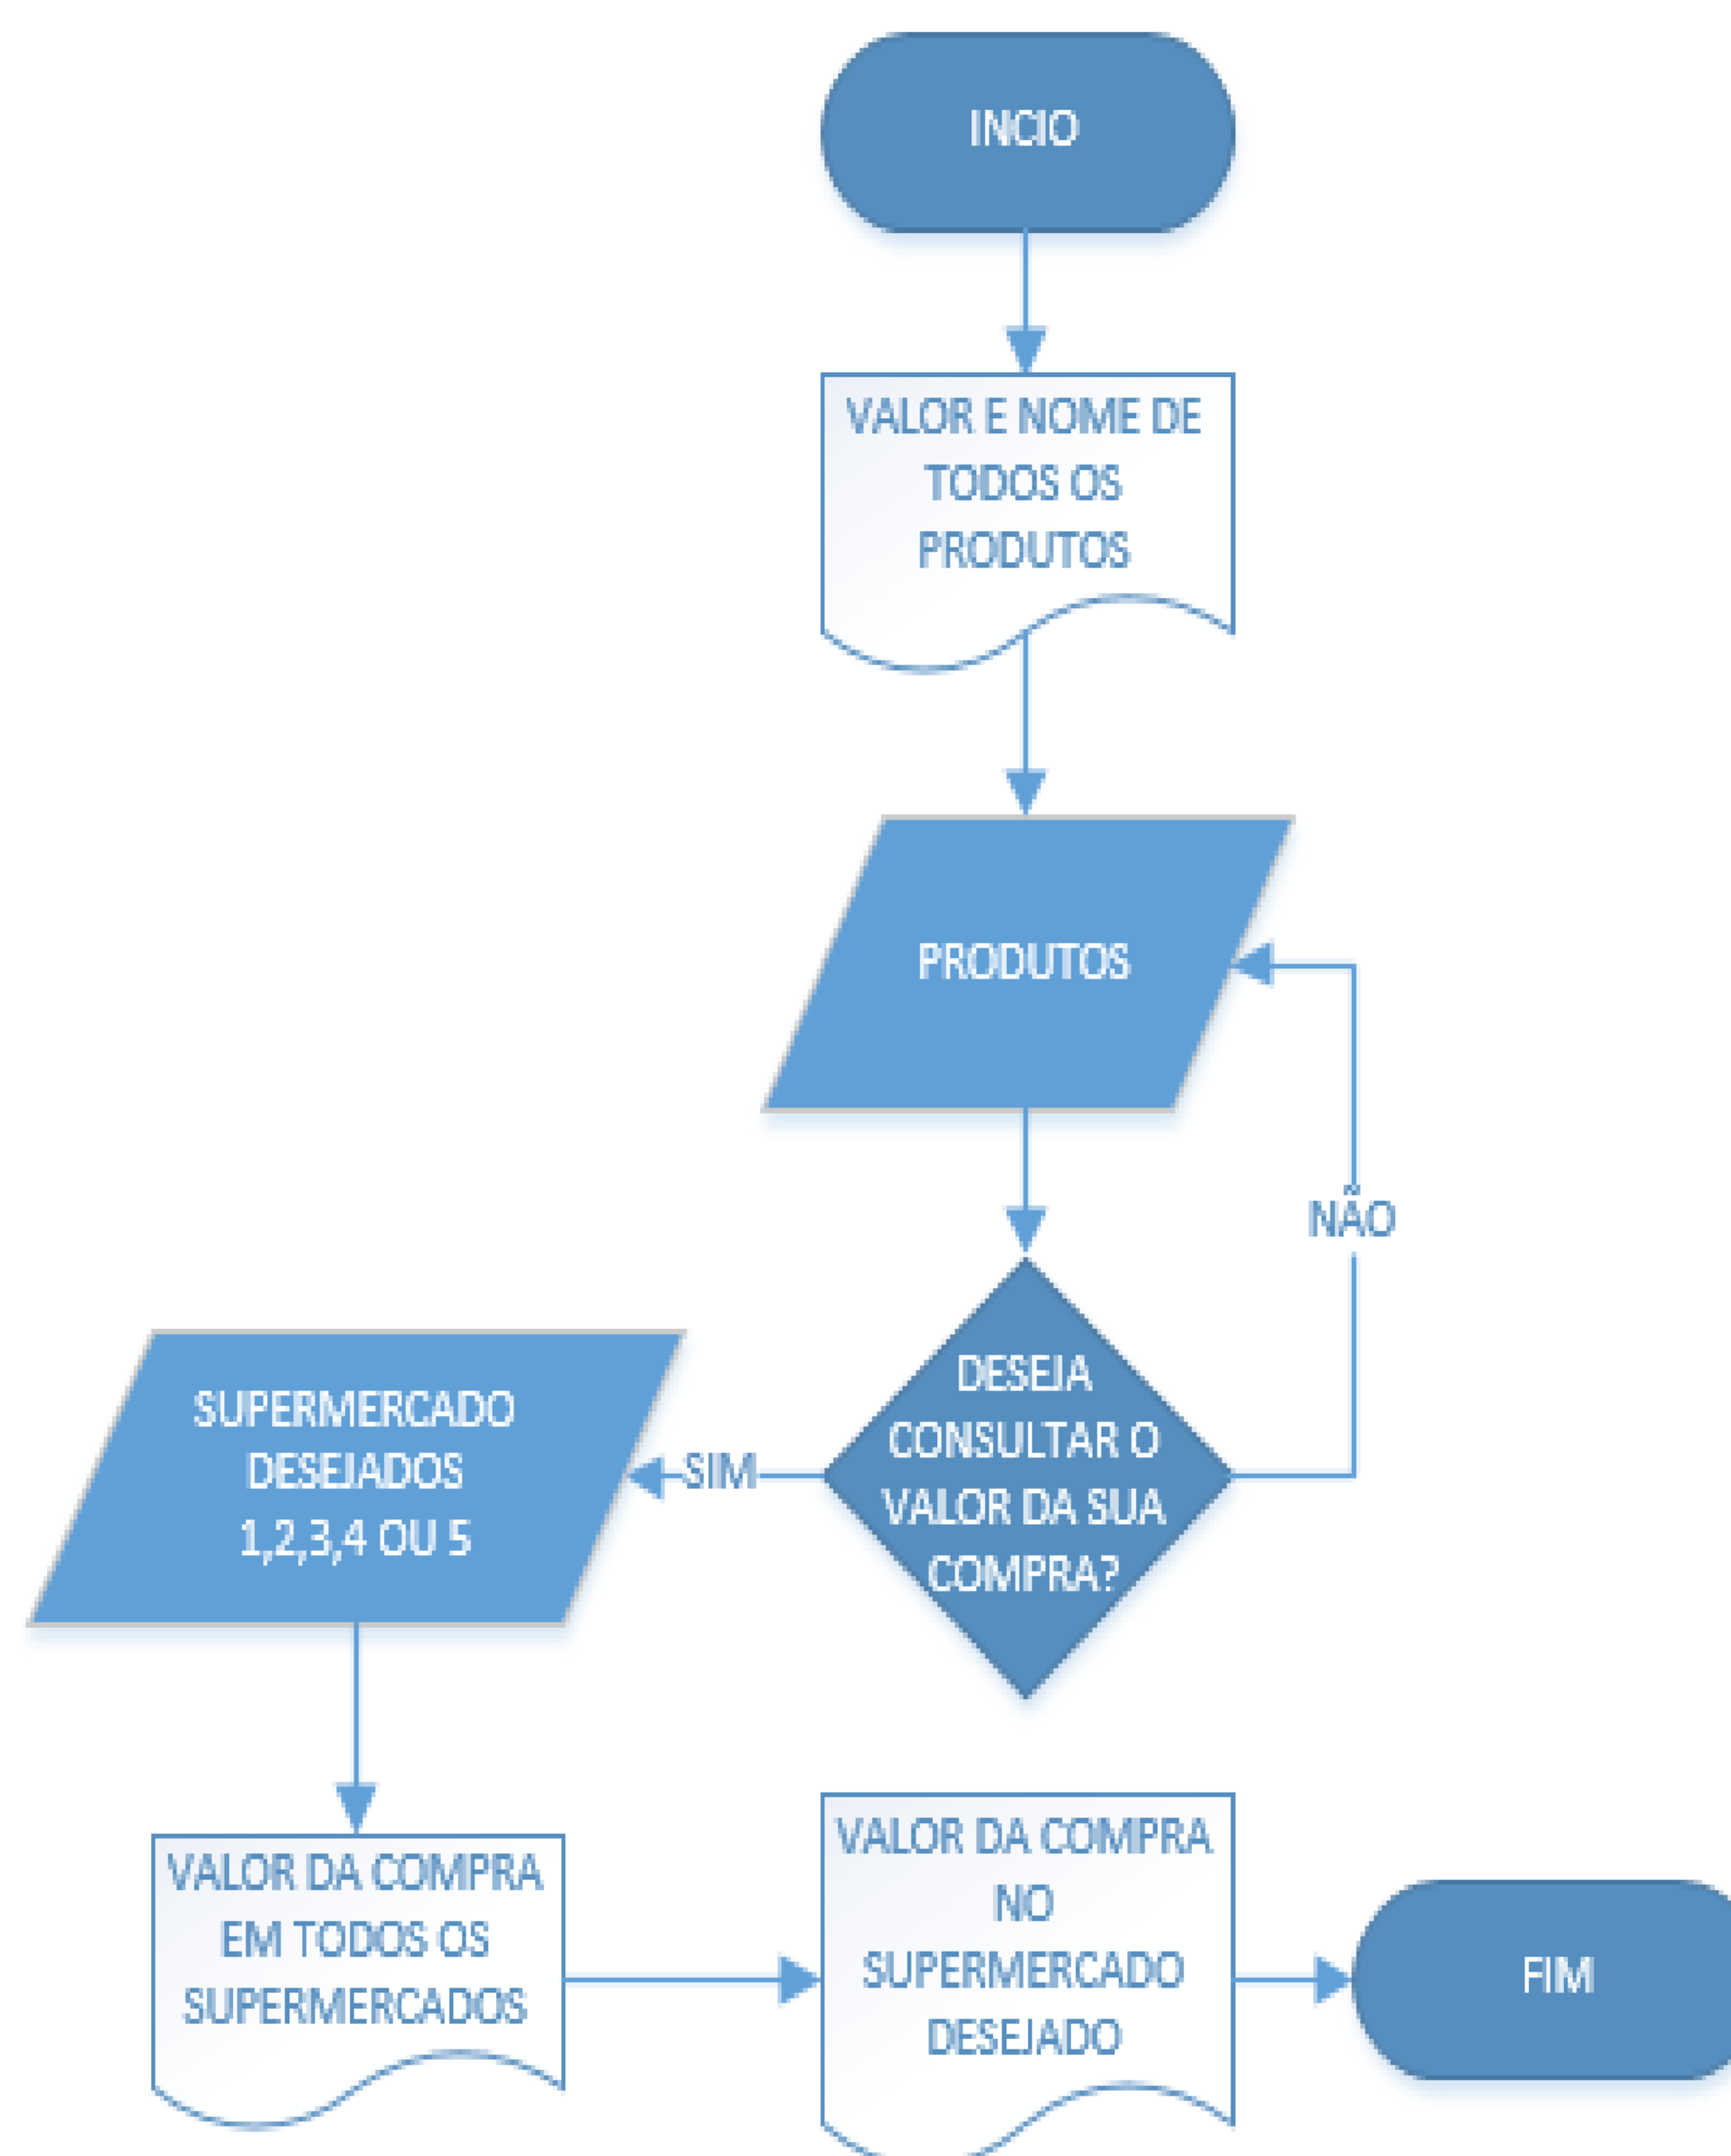 INCIO
VALOR E NOME DE
TODOS OS
PRODUTOS
PRODUTOS
NÃO
DESEJA
CONSULTAR O
VALOR DA SUA
COMPRA?
SIM
SUPERMERCADO
DESEJADOS
1,2,3,4 OU 5
VALOR DA COMPRA
EM TODOS OS
SUPERMERCADOS
VALOR DA COMPRA
NO
SUPERMERCADO
DESEJADO
FIM